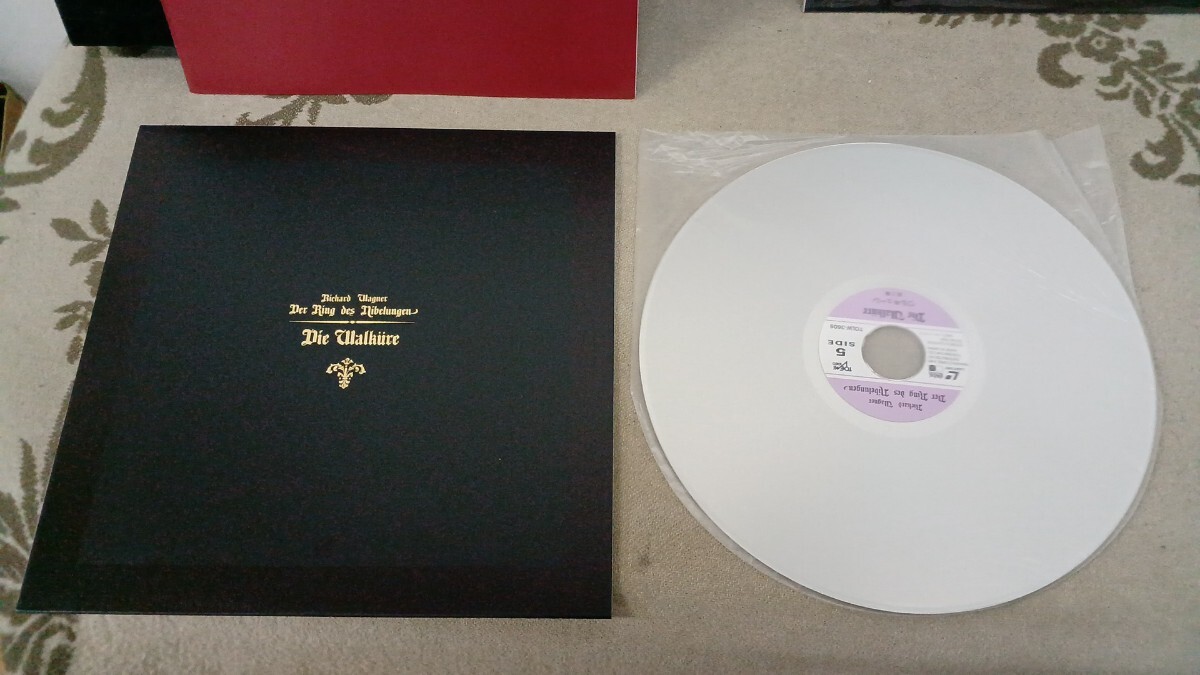 Richard Wagner
Der Ring des Nibelungen
Die Walküre
Richard Wagner
Der Ring des Nibelungen
SIDE
5
Die Walküre